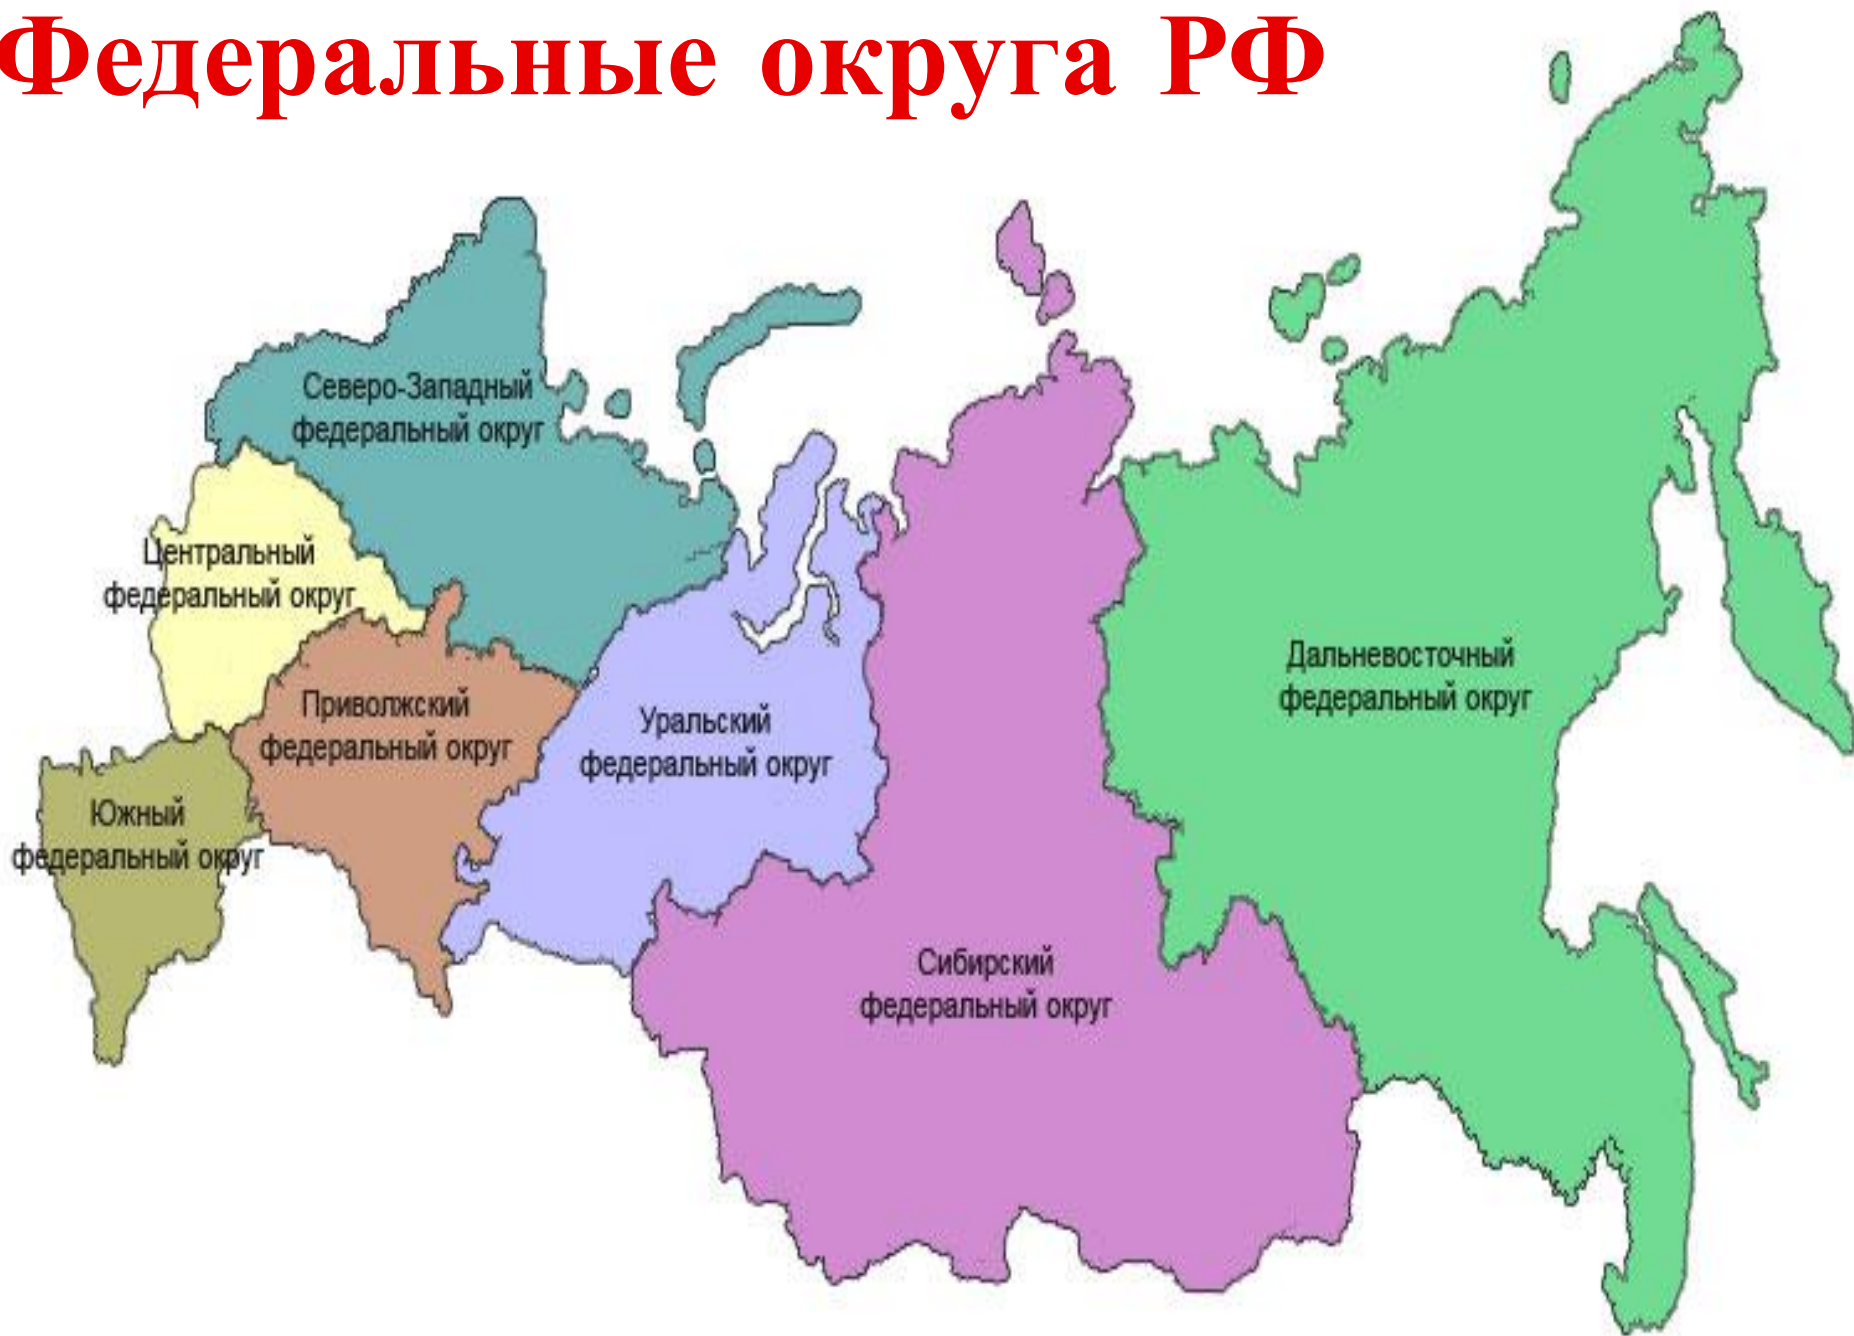 Федеральные округа РФ
Северо-Западный
федеральный округ
Центральный
федеральный округ
Приволжский
федеральный округ
Южный
федеральный округ
Уральский
федеральный округ
Сибирский
федеральный округ
Дальневосточный
федеральный округ